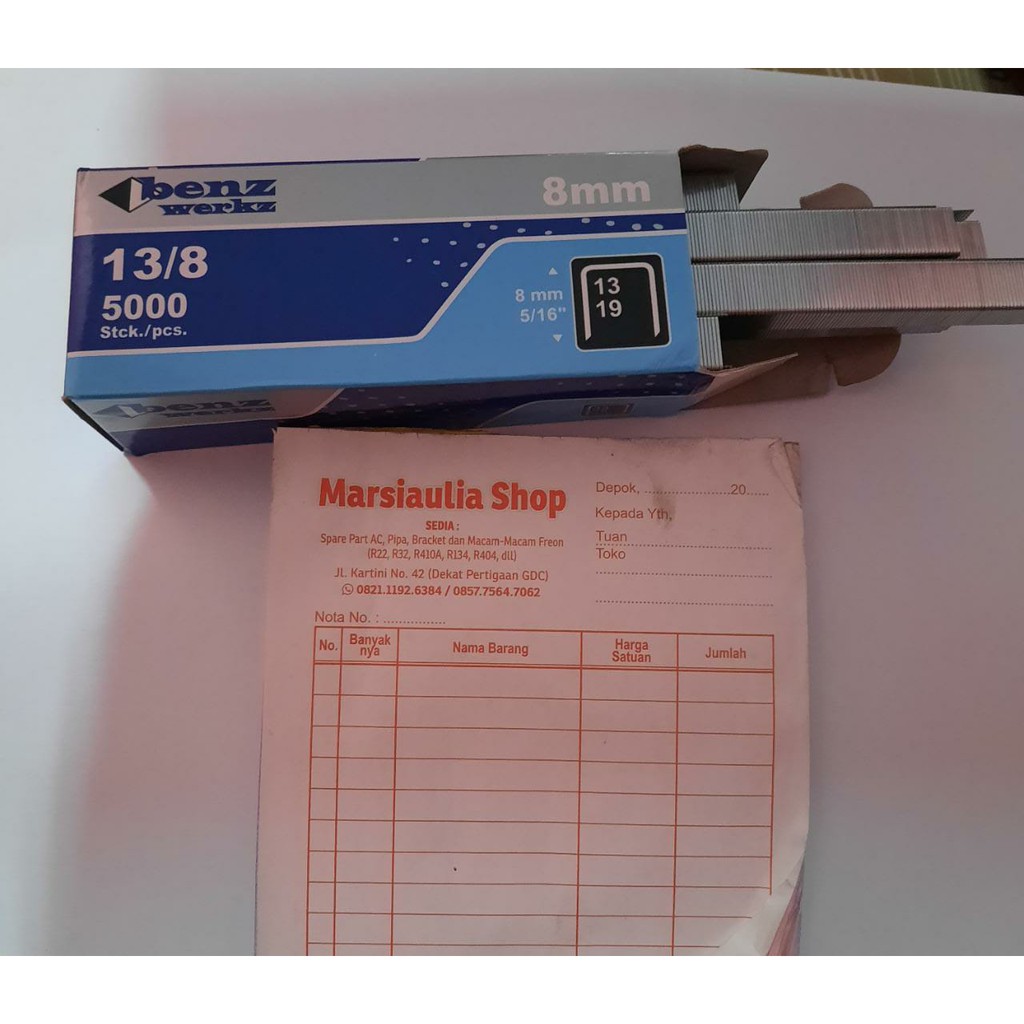 benz
werkz
8mm
13/8
5000
Stck./pcs.
8 mm
5/16"
13
19
benz
werkz
Marsiaulia Shop
SEDIA :
Spare Part AC, Pipa, Bracket dan Macam-Macam Freon
(R22, R32, R410A, R134, R404, dll)
JL. Kartini No. 42 (Dekat Pertigaan GDC)
0821.1192.6384 / 0857.7564.7062
Depok, ........................20......
Kepada Yth,
Tuan
Toko
Nota No. : ................
No.
Banyak
nya
Nama Barang
Harga
Satuan
Jumlah